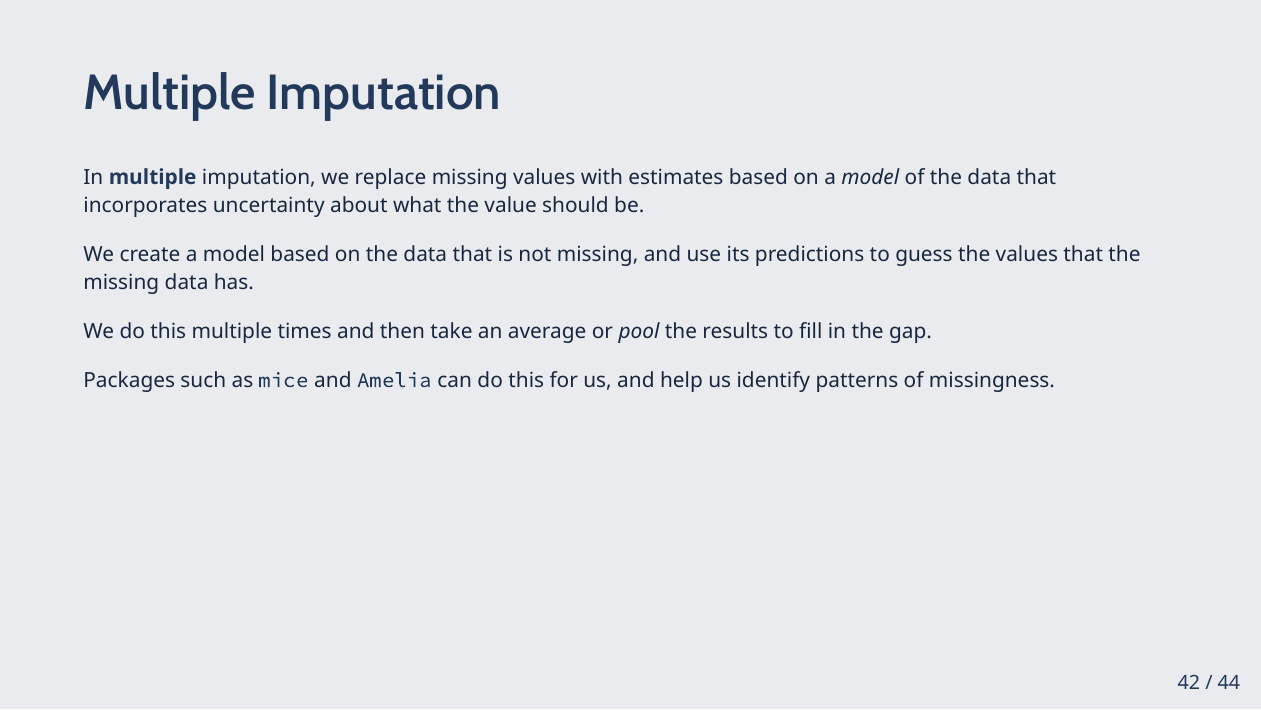 Multiple Imputation
In multiple imputation, we replace missing values with estimates based on a model of the data that
incorporates uncertainty about what the value should be.
We create a model based on the data that is not missing, and use its predictions to guess the values that the
missing data has.
We do this multiple times and then take an average or pool the results to fill in the gap.
Packages such as mice and Amelia can do this for us, and help us identify patterns of missingness.
42 / 44